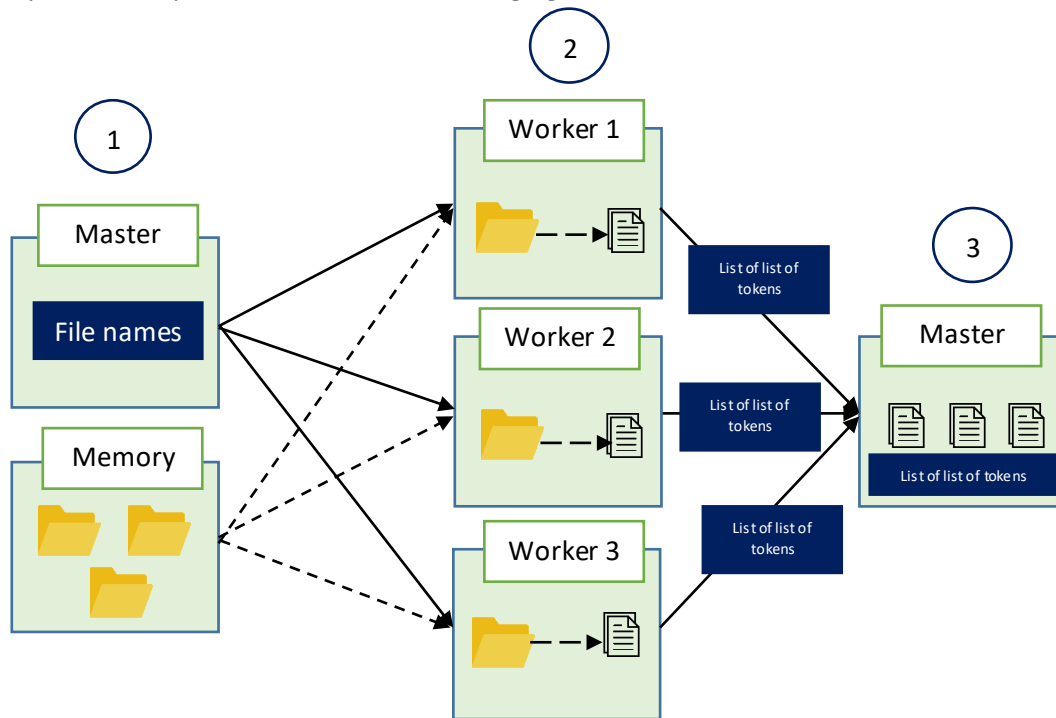 1
Master
File names
Memory
2
Worker 1
Worker 2
Worker 3
List of list of
tokens
List of list of
tokens
List of list of
tokens
3
Master
List of list of tokens